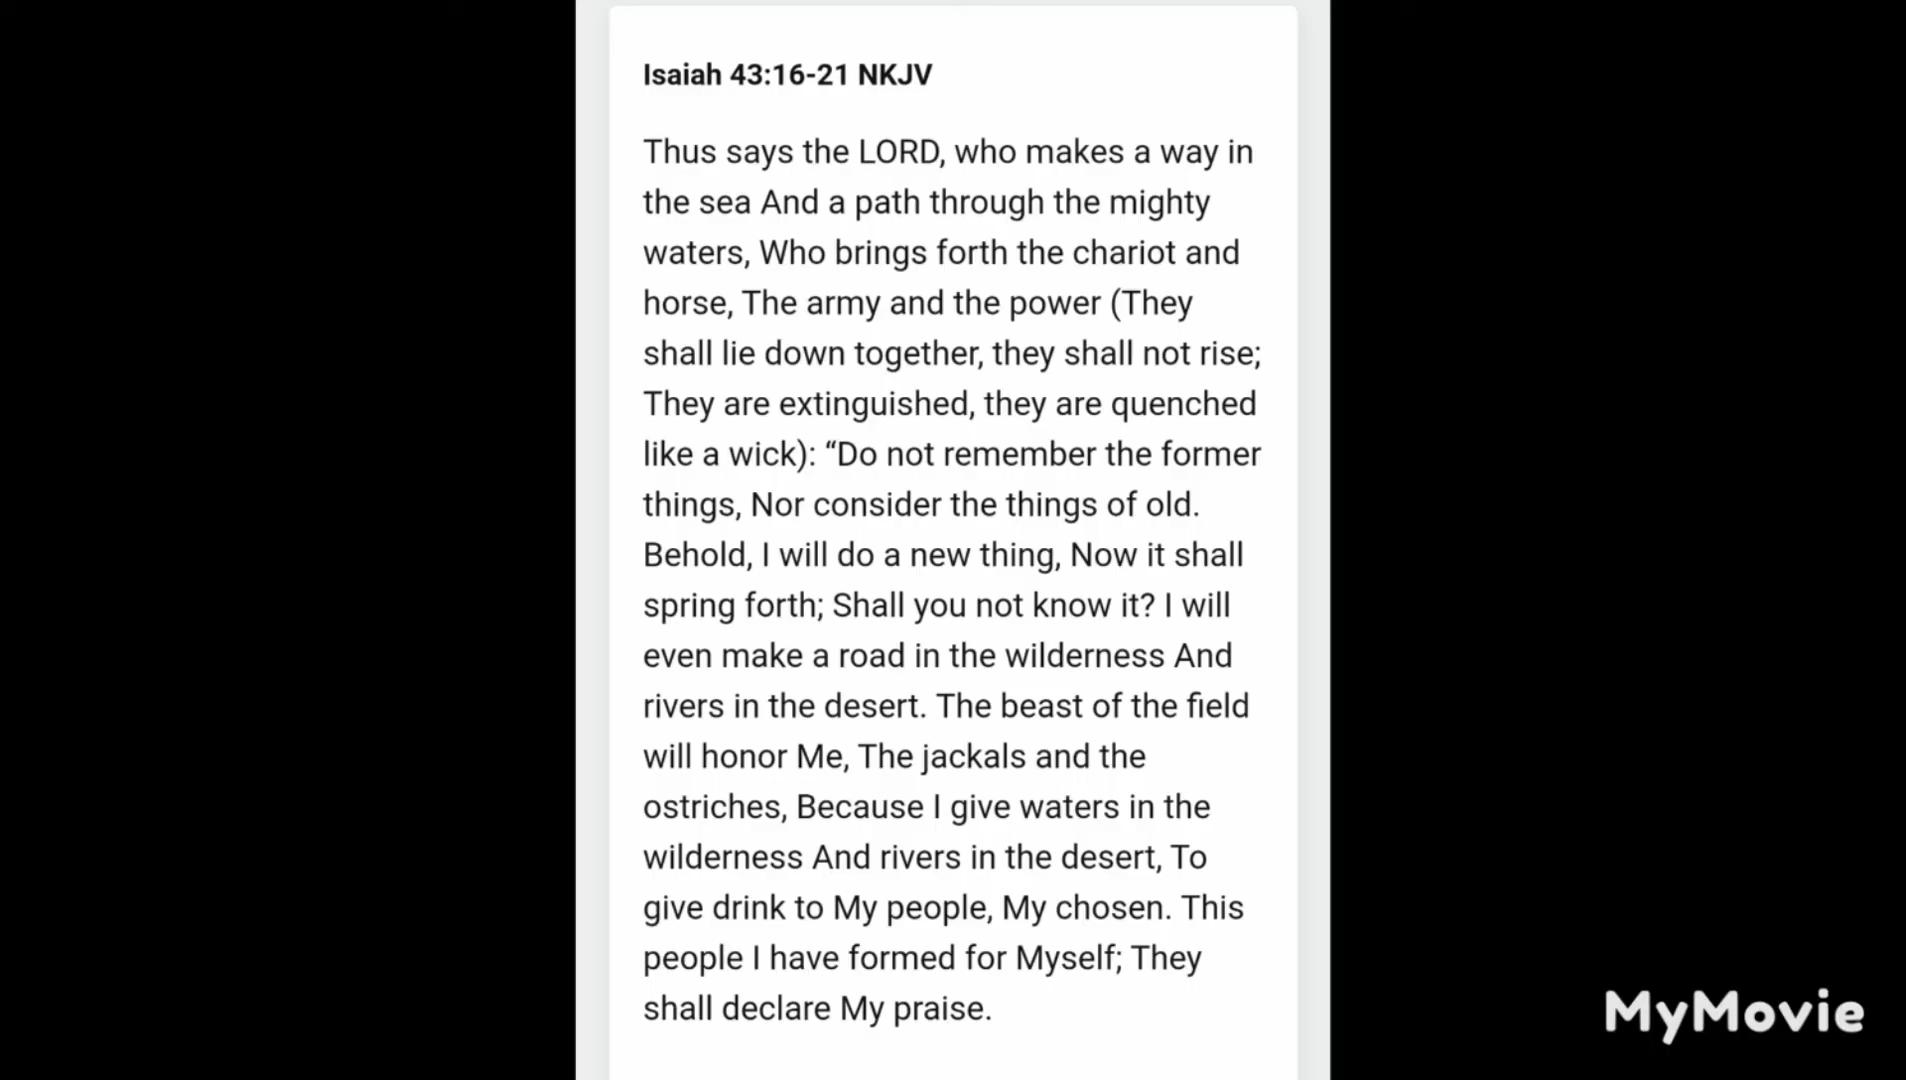 Isaiah 43:16-21 NKJV
Thus says the LORD, who makes a way in
the sea And a path through the mighty
waters, Who brings forth the chariot and
horse, The army and the power (They
shall lie down together, they shall not rise;
They are extinguished, they are quenched
like a wick): “Do not remember the former
things, Nor consider the things of old.
Behold, I will do a new thing, Now it shall
spring forth; Shall you not know it? I will
even make a road in the wilderness And
rivers in the desert. The beast of the field
will honor Me, The jackals and the
ostriches, Because I give waters in the
wilderness And rivers in the desert, To
give drink to My people, My chosen. This
people I have formed for Myself; They
shall declare My praise.
MyMovie